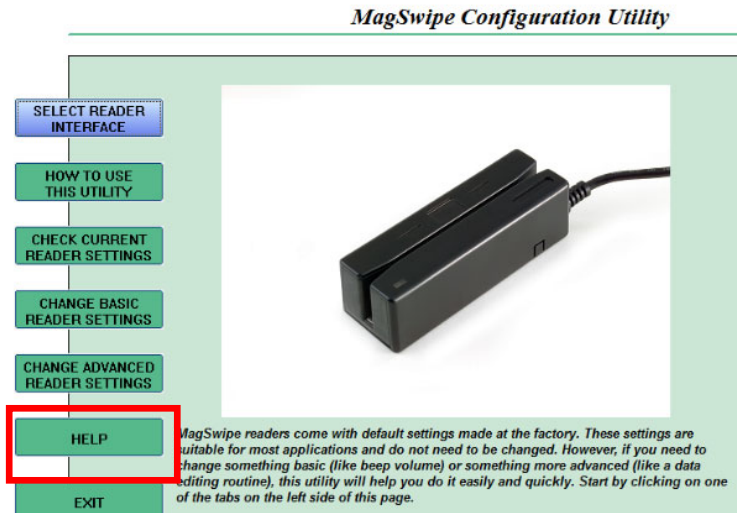 MagSwipe Configuration Utility
SELECT READER
INTERFACE
HOW TO USE
THIS UTILITY
CHECK CURRENT
READER SETTINGS
CHANGE BASIC
READER SETTINGS
CHANGE ADVANCED
READER SETTINGS
HELP
EXIT
MagSwipe readers come with default settings made at the factory. These settings are
suitable for most applications and do not need to be changed. However, if you need to
change something basic (like beep volume) or something more advanced (like a data
editing routine), this utility will help you do it easily and quickly. Start by clicking on one
of the tabs on the left side of this page.